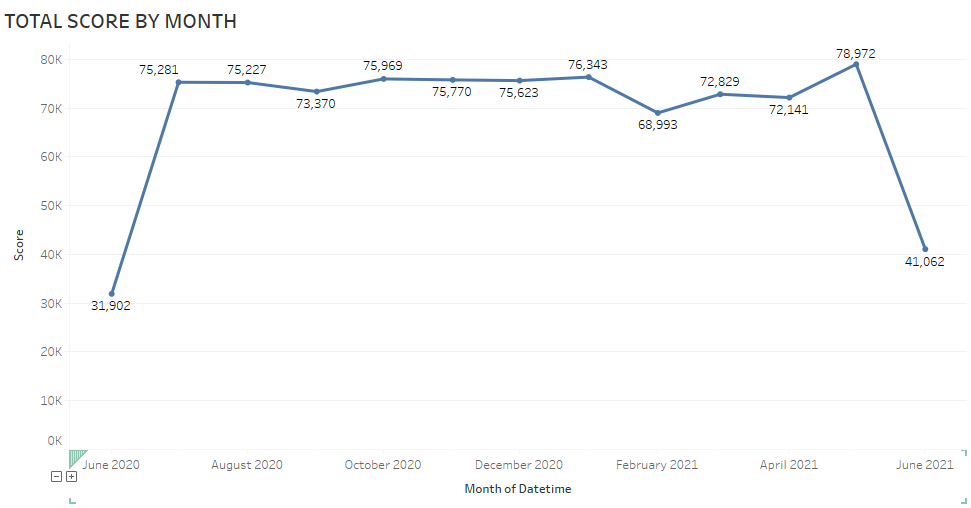 TOTAL SCORE BY MONTH
80K
70K
60K
50K
40K
30K
20K
10K
0K
Score
31,902
75,281
75,227
73,370
75,969
75,770
75,623
76,343
68,993
72,829
72,141
78,972
41,062
June 2020
August 2020
October 2020
December 2020
February 2021
April 2021
June 2021
Month of Datetime